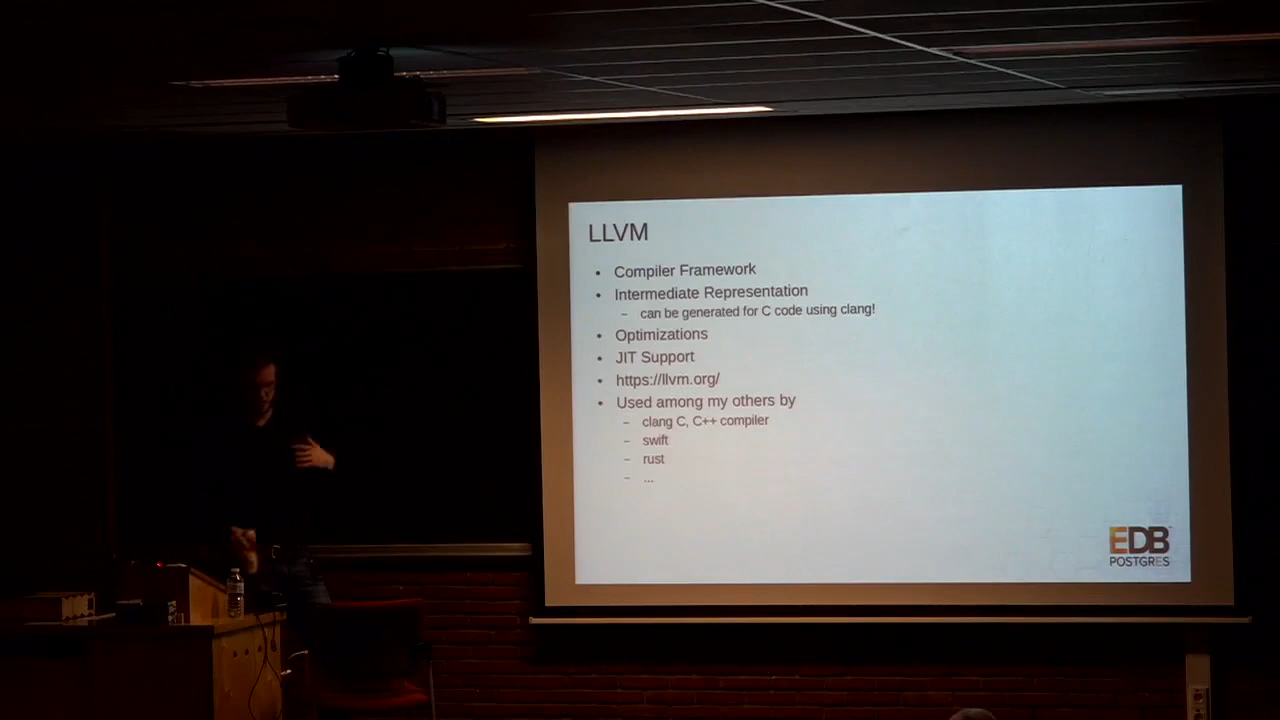 LLVM
• Compiler Framework
• Intermediate Representation
– can be generated for C code using clang!
• Optimizations
• JIT Support
• https://llvm.org/
• Used among my others by
– clang C, C++ compiler
– swift
– rust
– ...
EDB
POSTGRES